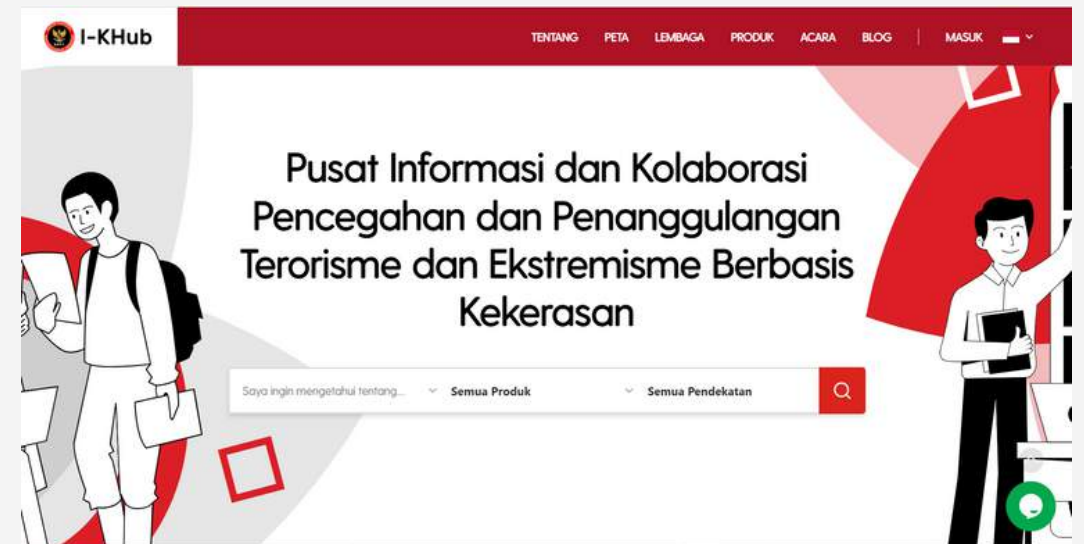 I-KHub
TENTANG PETA LEMBAGA PRODUK ACARA BLOG | MASUK
Pusat Informasi dan Kolaborasi
Pencegahan dan Penanggulangan
Terorisme dan Ekstremisme Berbasis
Kekerasan
Saya ingin mengetahui tentang... Semua Produk Semua Pendekatan